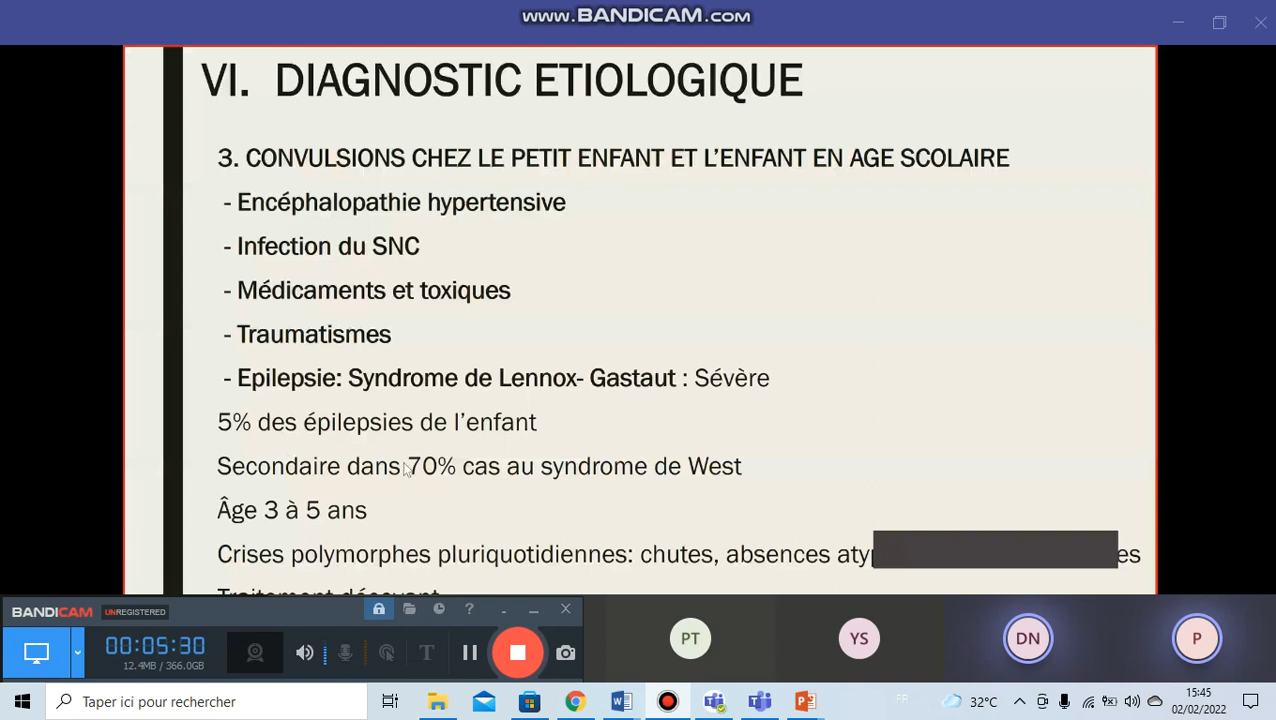 www.BANDICAM.com
VI. DIAGNOSTIC ETIOLOGIQUE
3. CONVULSIONS CHEZ LE PETIT ENFANT ET L’ENFANT EN AGE SCOLAIRE
- Encéphalopathie hypertensive
- Infection du SNC
- Médicaments et toxiques
- Traumatismes
- Epilepsie: Syndrome de Lennox- Gastaut : Sévère
5% des épilepsies de l’enfant
Secondaire dans 70% cas au syndrome de West
Âge 3 à 5 ans
Crises polymorphes pluriquotidiennes: chutes, absences
Traitement décevant
BANDICAM UNREGISTERED
00:05:30
12.4MB / 366.0GB
PT YS DN P
Taper ici pour rechercher
FR 32°C
15:45
02/02/2022